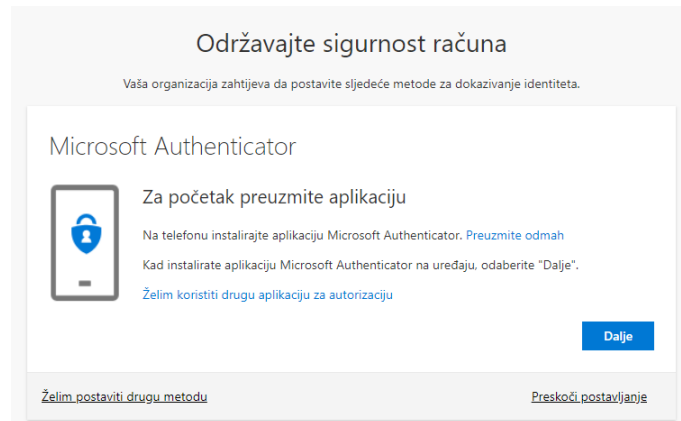 Održavajte sigurnost računa
Vaša organizacija zahtijeva da postavite sljedeće metode za dokazivanje identiteta.
Microsoft Authenticator
Za početak preuzmite aplikaciju
Na telefonu instalirajte aplikaciju Microsoft Authenticator. Preuzmite odmah
Kad instalirate aplikaciju Microsoft Authenticator na uređaju, odaberite "Dalje".
Želim koristiti drugu aplikaciju za autorizaciju
Dalje
Želim postaviti drugu metodu
Preskoči postavljanje